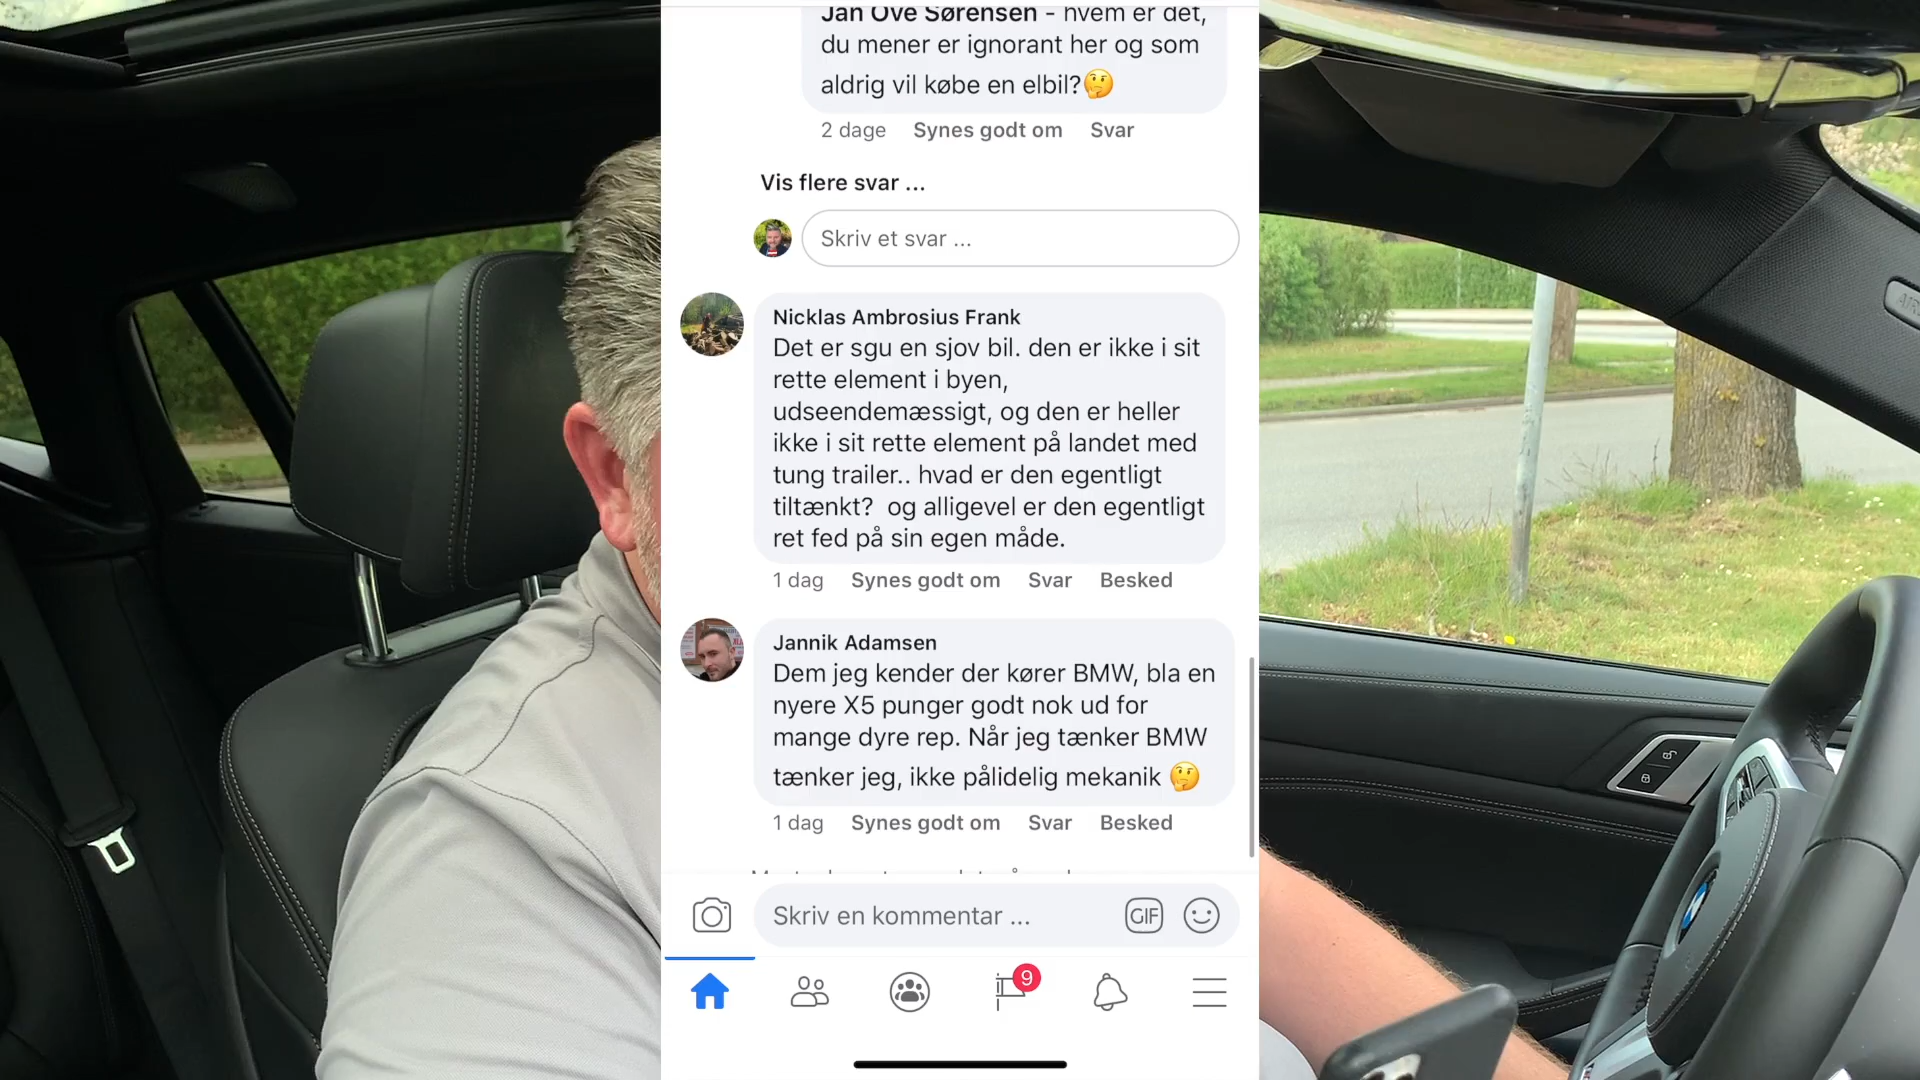 Jan Ove Sørensen - hvem er det,
du mener er ignorant her og som
aldrig vil købe en elbil?🤔
2 dage Synes godt om Svar
Vis flere svar ...
Skriv et svar ...
Nicklas Ambrosius Frank
Det er sgu en sjov bil. den er ikke i sit
rette element i byen,
udseendemæssigt, og den er heller
ikke i sit rette element på landet med
tung trailer.. hvad er den egentligt
tiltænkt? og alligevel er den egentligt
ret fed på sin egen måde.
1 dag Synes godt om Svar Besked
Jannik Adamsen
Dem jeg kender der kører BMW, bla en
nyere X5 punger godt nok ud for
mange dyre rep. Når jeg tænker BMW
tænker jeg, ikke pålidelig mekanik 🤔
1 dag Synes godt om Svar Besked
Skriv en kommentar ... GIF
9